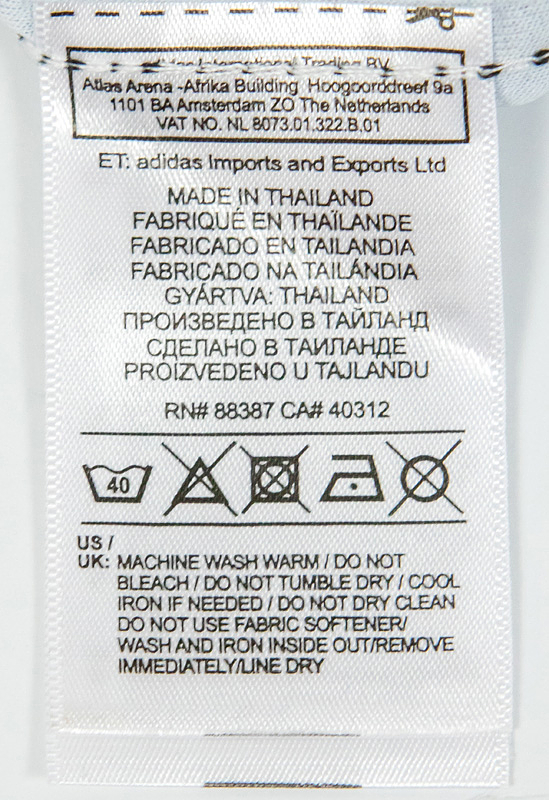 International Trading BV
Atlas Arena -Afrika Building Hoogoorddreef 9a
1101 BA Amsterdam ZO The Netherlands
VAT NO. NL 8073.01.322.B.01
ET: adidas Imports and Exports Ltd
MADE IN THAILAND
FABRIQUÉ EN THAÏLANDE
FABRICADO EN TAILANDIA
FABRICADO NA TAILÁNDIA
GYÁRTVA: THAILAND
ПРОИЗВЕДЕНО В ТАЙЛАНД
СДЕЛАНО В ТАИЛАНДЕ
PROIZVEDENO U TAJLANDU
RN# 88387 CA# 40312
40
US /
UK: MACHINE WASH WARM / DO NOT
BLEACH / DO NOT TUMBLE DRY / COOL
IRON IF NEEDED / DO NOT DRY CLEAN
DO NOT USE FABRIC SOFTENER/
WASH AND IRON INSIDE OUT/REMOVE
IMMEDIATELY/LINE DRY